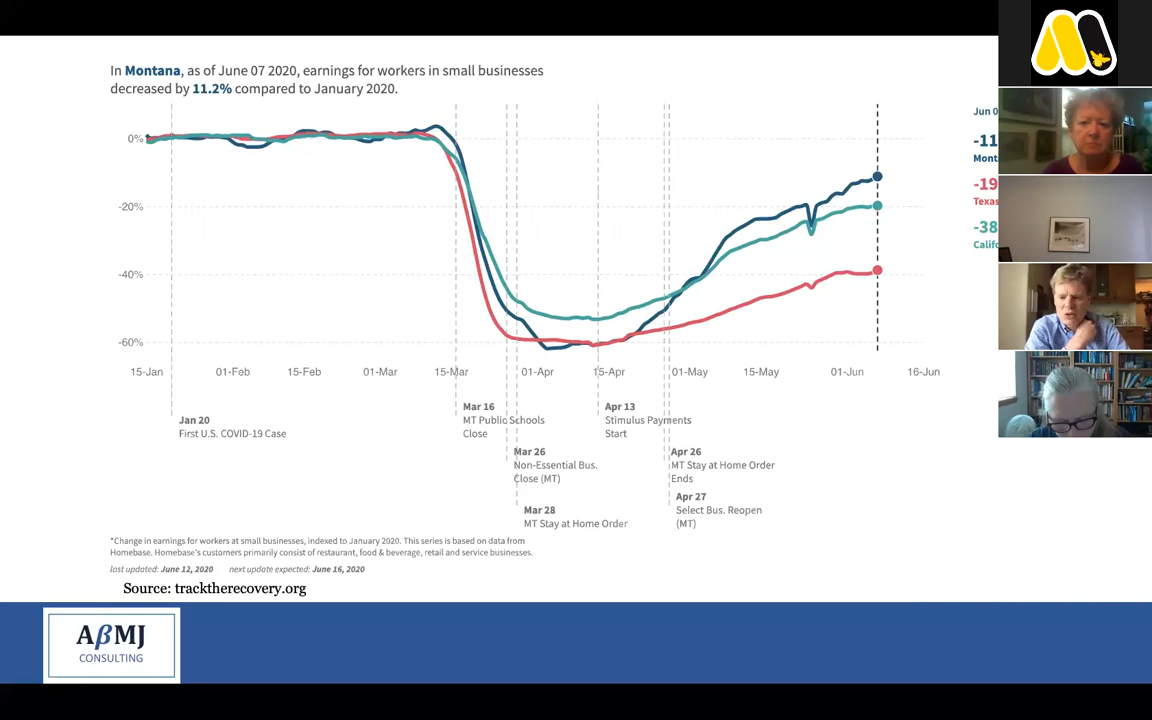 In Montana, as of June 07 2020, earnings for workers in small businesses
decreased by 11.2% compared to January 2020.
Jun 0
-11
Mont
-19
Texas
-38
Califo
0%
-20%
-40%
-60%
15-Jan 01-Feb 15-Feb 01-Mar 15-Mar 01-Apr 15-Apr 01-May 15-May 01-Jun 16-Jun
Jan 20
First U.S. COVID-19 Case
Mar 16
MT Public Schools
Close
Mar 26
Non-Essential Bus.
Close (MT)
Mar 28
MT Stay at Home Order
Apr 13
Stimulus Payments
Start
Apr 26
MT Stay at Home Order
Ends
Apr 27
Select Bus. Reopen
(MT)
*Change in earnings for workers at small businesses, indexed to January 2020. This series is based on data from
Homebase. Homebase's customers primarily consist of restaurant, food & beverage, retail and service businesses.
last updated: June 12, 2020 next update expected: June 16, 2020
Source: tracktherecovery.org
AβMJ
CONSULTING